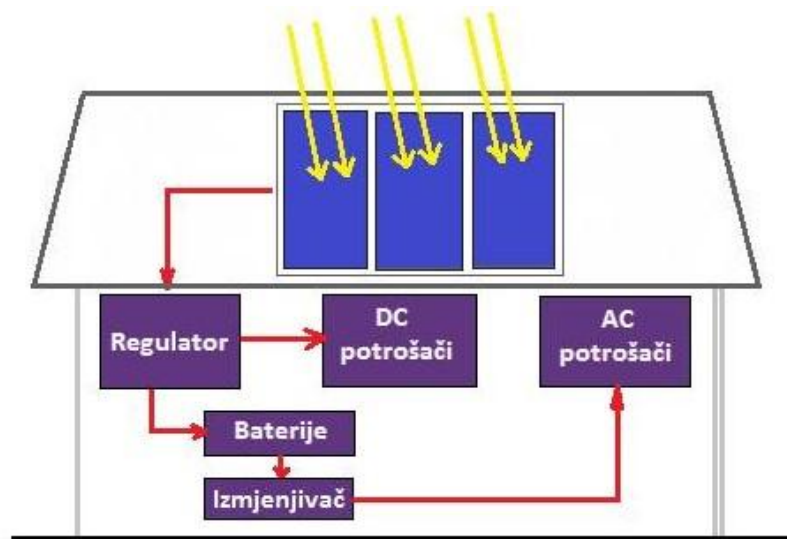 Regulator
DC
potrošači
AC
potrošači
Baterije
Izmjenjivač